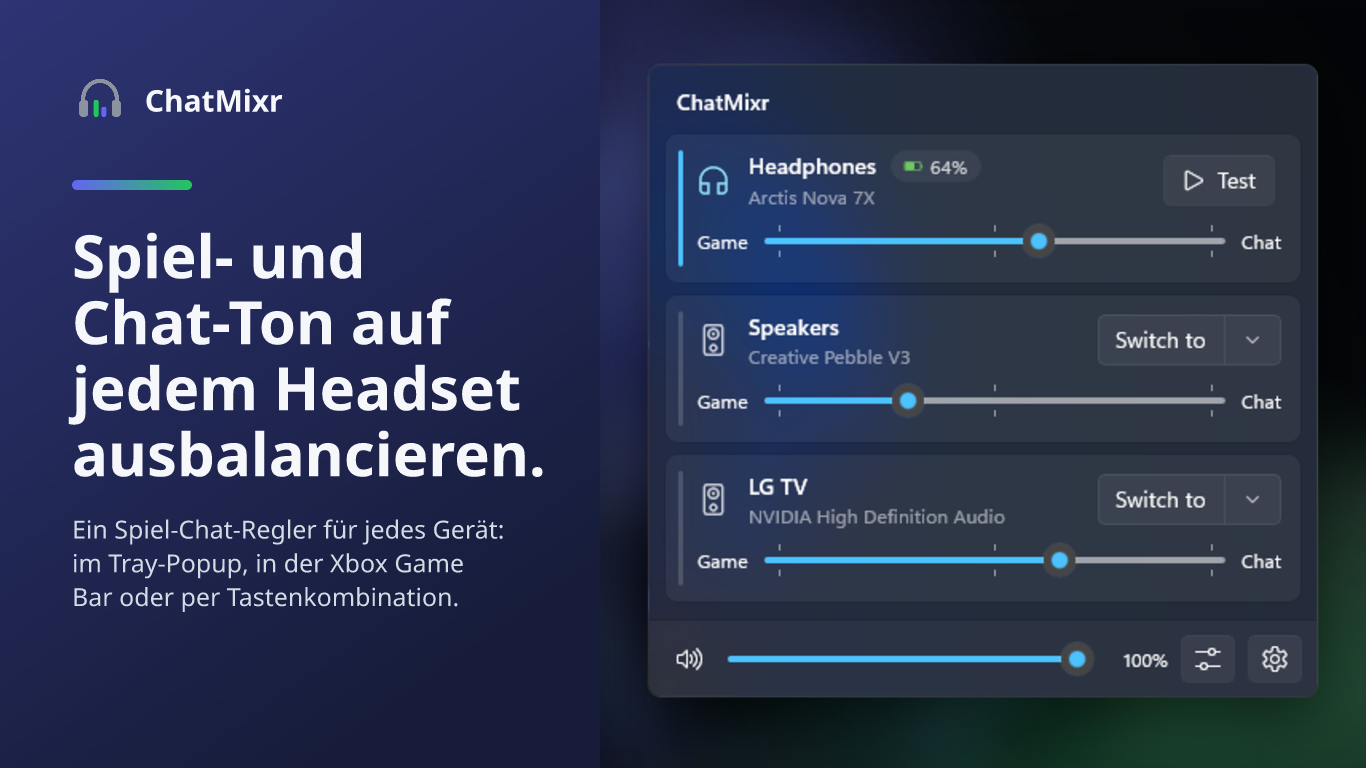 ChatMixr
Spiel- und
Chat-Ton auf
jedem Headset
ausbalancieren.
Ein Spiel-Chat-Regler für jedes Gerät:
im Tray-Popup, in der Xbox Game
Bar oder per Tastenkombination.
ChatMixr
Headphones 64%
Arctis Nova 7X
Test
Game Chat
Speakers
Creative Pebble V3
Switch to
Game Chat
LG TV
NVIDIA High Definition Audio
Switch to
Game Chat
100%